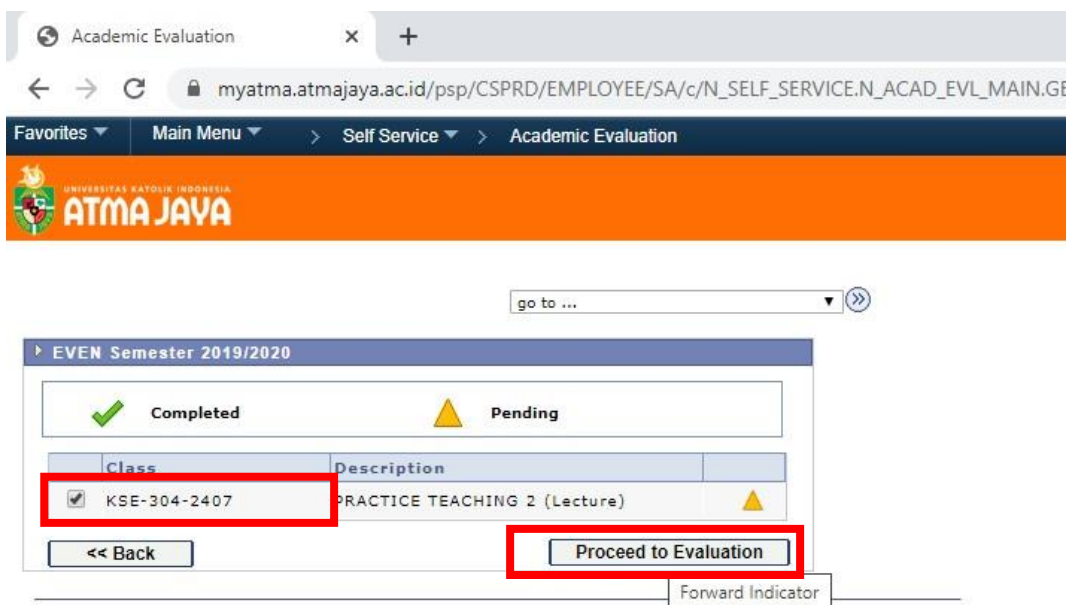 Academic Evaluation
myatma.atmajaya.ac.id/psp/CSPRD/EMPLOYEE/SA/c/N_SELF_SERVICE.N_ACAD_EVL_MAIN.GE
Favorites Main Menu > Self Service > Academic Evaluation
UNIVERSITAS KATOLIK INDONESIA
ATMA JAYA
go to ...
EVEN Semester 2019/2020
Completed Pending
Class Description
KSE-304-2407 PRACTICE TEACHING 2 (Lecture)
<< Back Proceed to Evaluation
Forward Indicator